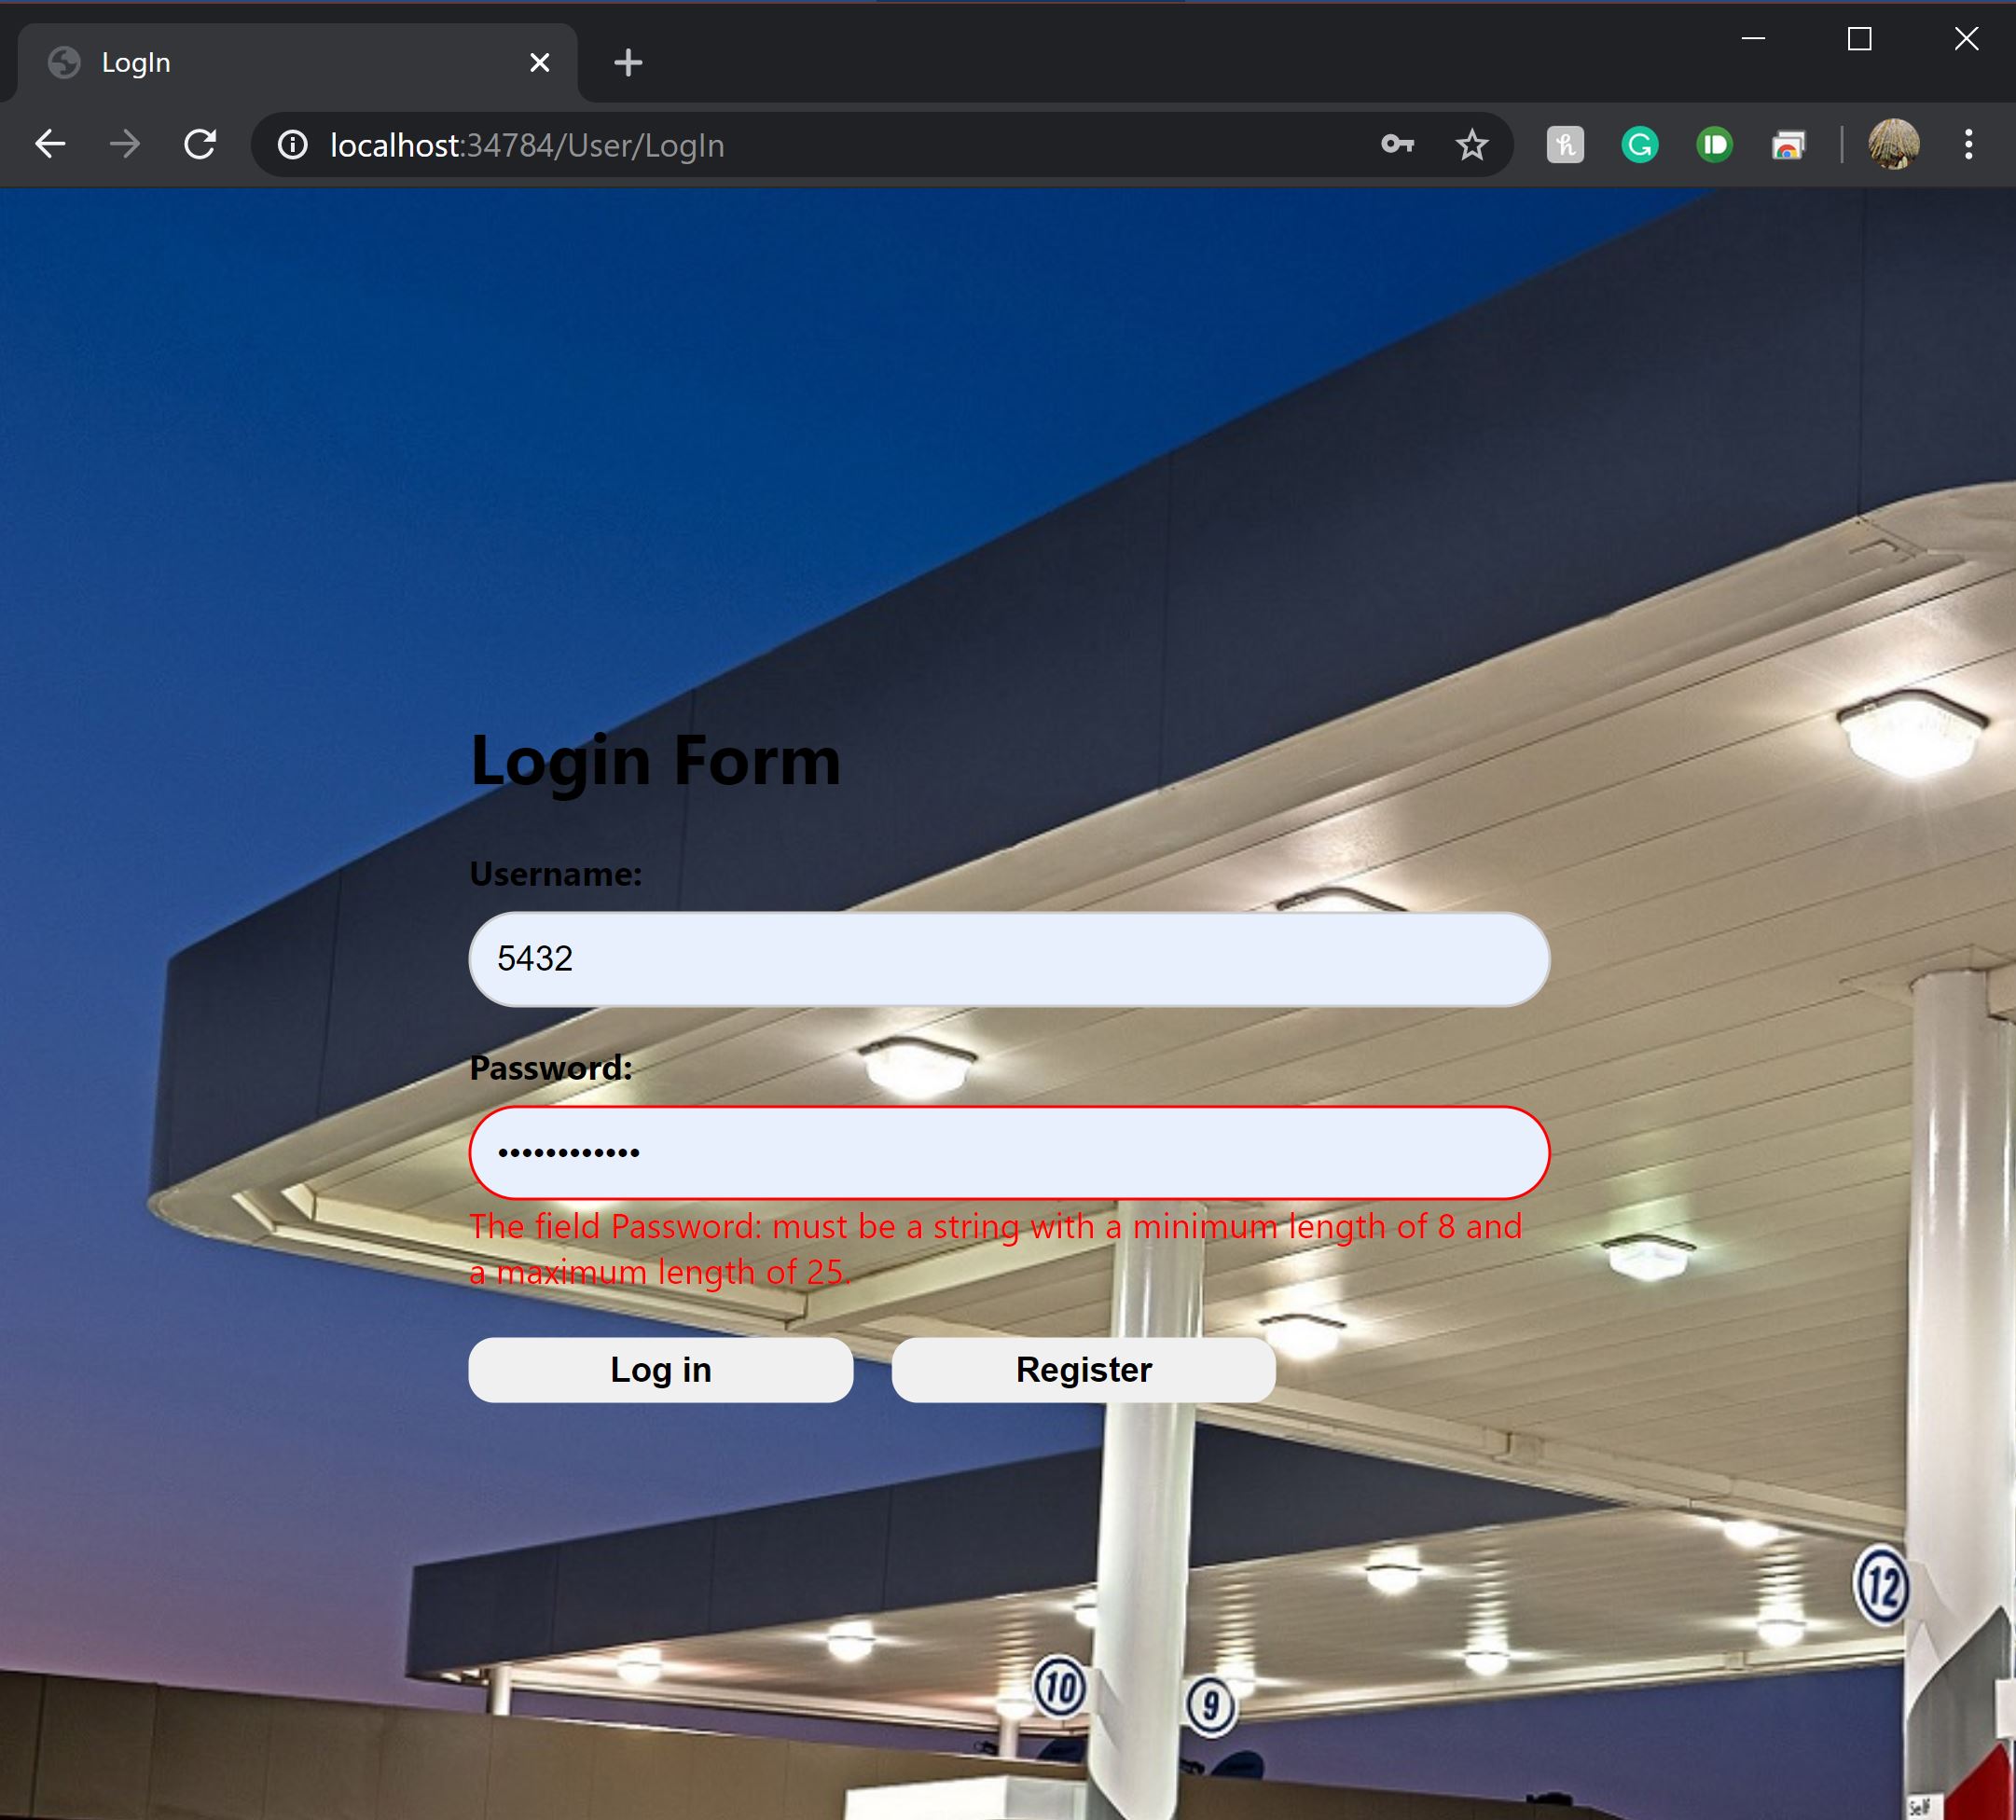 LogIn
localhost:34784/User/LogIn
Login Form
Username:
5432
Password:
••••••••••••
The field Password: must be a string with a minimum length of 8 and
a maximum length of 25.
Log in
Register
12
10
9
Self